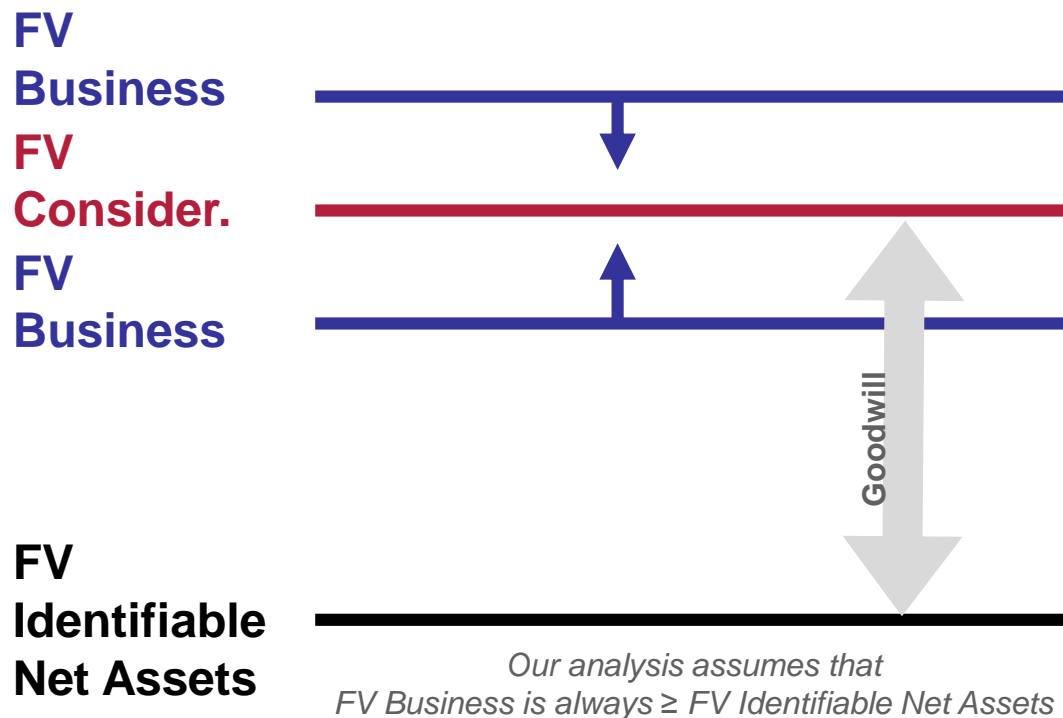 FV
Business
FV
Consider.
FV
Business
Goodwill
FV
Identifiable
Net Assets
Our analysis assumes that
FV Business is always ≥ FV Identifiable Net Assets